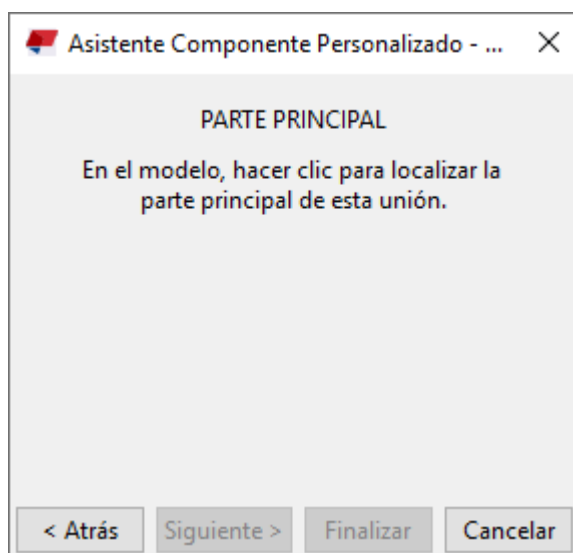 Asistente Componente Personalizado - ...
PARTE PRINCIPAL
En el modelo, hacer clic para localizar la
parte principal de esta unión.
< Atrás
Siguiente >
Finalizar
Cancelar